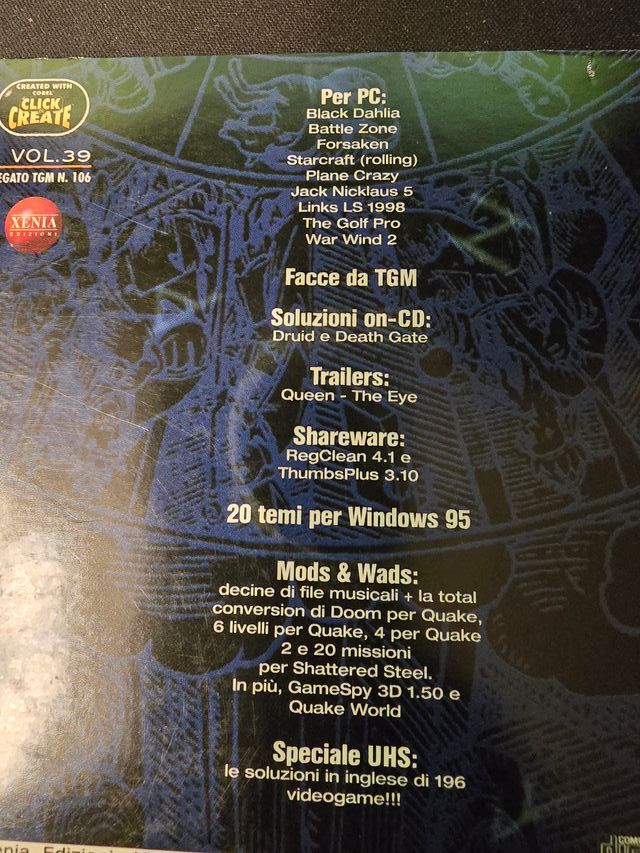 CREATED WITH
COREL
CLICK
&
CREATE
VOL.39
EGATO TGM N. 106
XENIA
EDIZIONI
Per PC:
Black Dahlia
Battle Zone
Forsaken
Starcraft (rolling)
Plane Crazy
Jack Nicklaus 5
Links LS 1998
The Golf Pro
War Wind 2
Facce da TGM
Soluzioni on-CD:
Druid e Death Gate
Trailers:
Queen - The Eye
Shareware:
RegClean 4.1 e
ThumbsPlus 3.10
20 temi per Windows 95
Mods & Wads:
decine di file musicali + la total
conversion di Doom per Quake,
6 livelli per Quake, 4 per Quake
2 e 20 missioni
per Shattered Steel.
In più, GameSpy 3D 1.50 e
Quake World
Speciale UHS:
le soluzioni in inglese di 196
videogame!!!